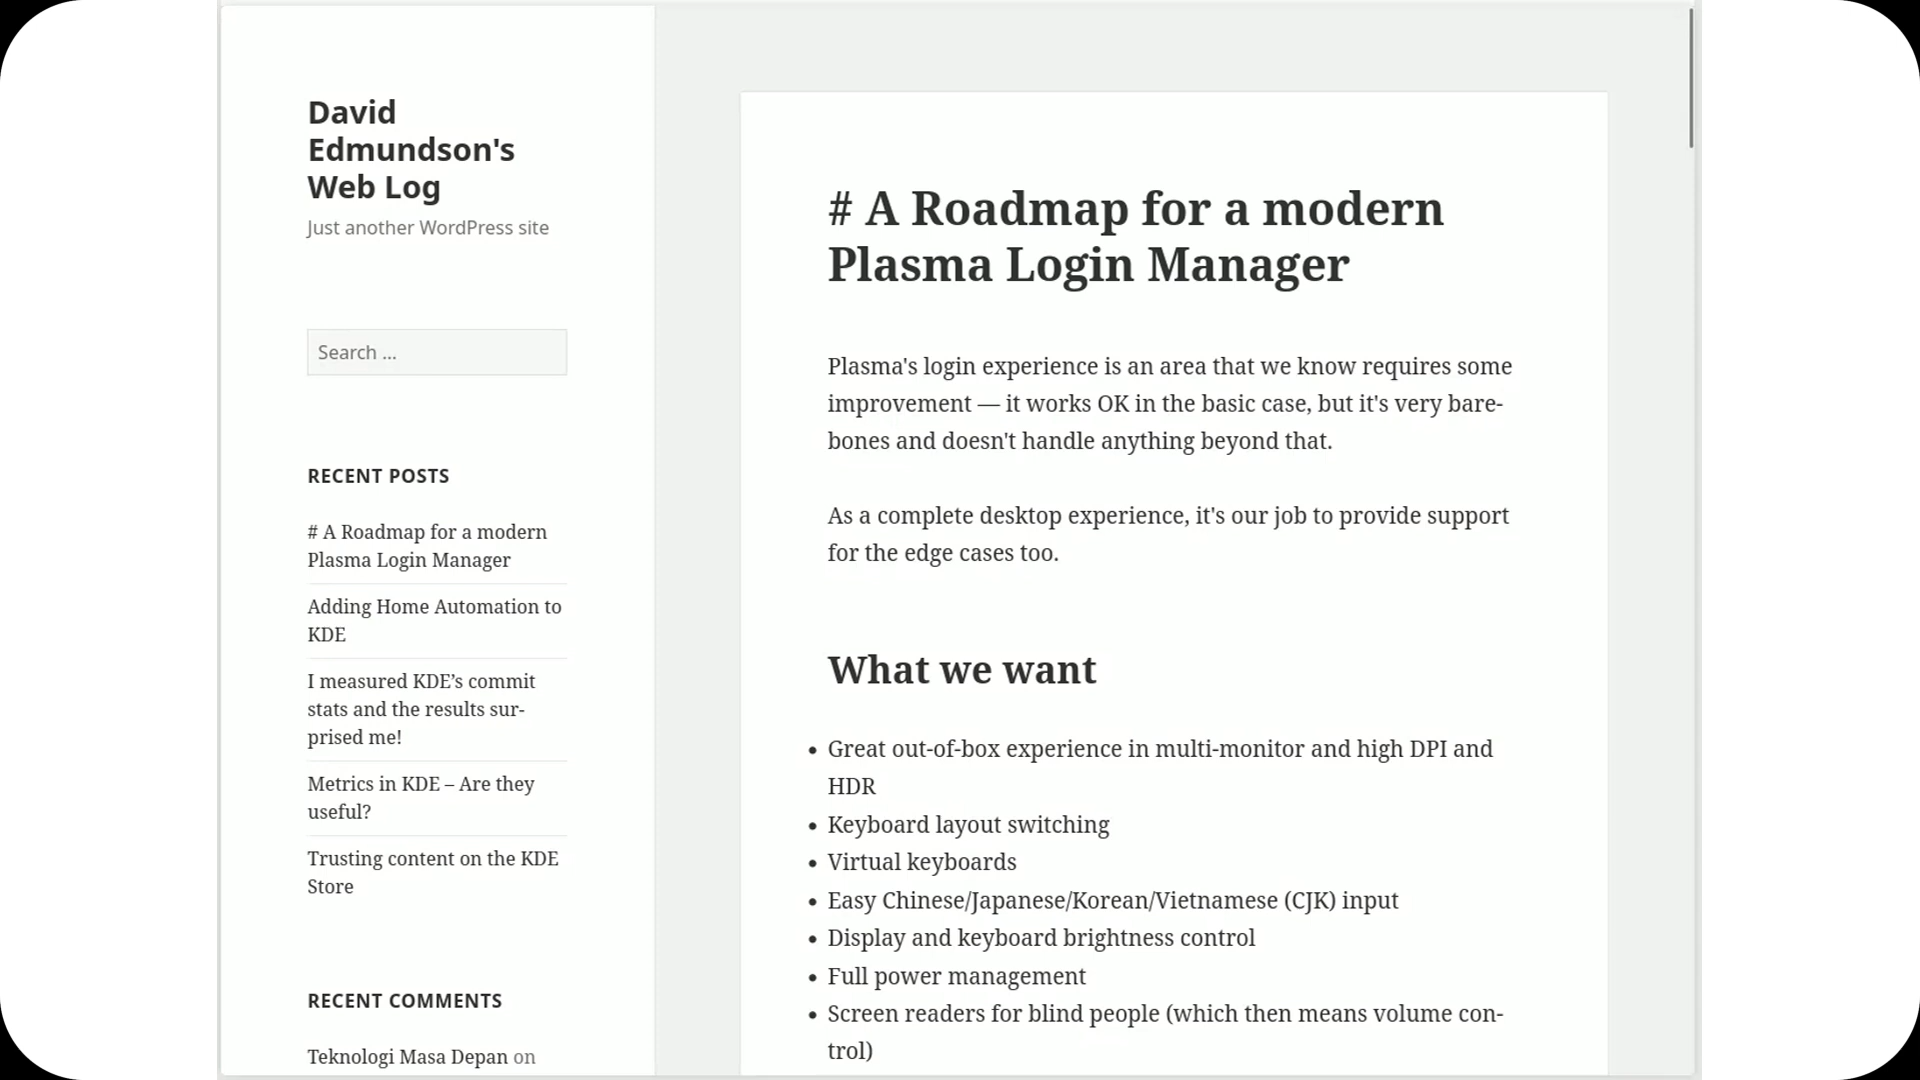 David
Edmundson's
Web Log
Just another WordPress site
Search ...
RECENT POSTS
# A Roadmap for a modern
Plasma Login Manager
Adding Home Automation to
KDE
I measured KDE’s commit
stats and the results sur-
prised me!
Metrics in KDE – Are they
useful?
Trusting content on the KDE
Store
RECENT COMMENTS
Teknologi Masa Depan on
# A Roadmap for a modern
Plasma Login Manager
Plasma's login experience is an area that we know requires some
improvement — it works OK in the basic case, but it's very bare-
bones and doesn't handle anything beyond that.
As a complete desktop experience, it's our job to provide support
for the edge cases too.
What we want
• Great out-of-box experience in multi-monitor and high DPI and
HDR
• Keyboard layout switching
• Virtual keyboards
• Easy Chinese/Japanese/Korean/Vietnamese (CJK) input
• Display and keyboard brightness control
• Full power management
• Screen readers for blind people (which then means volume con-
trol)